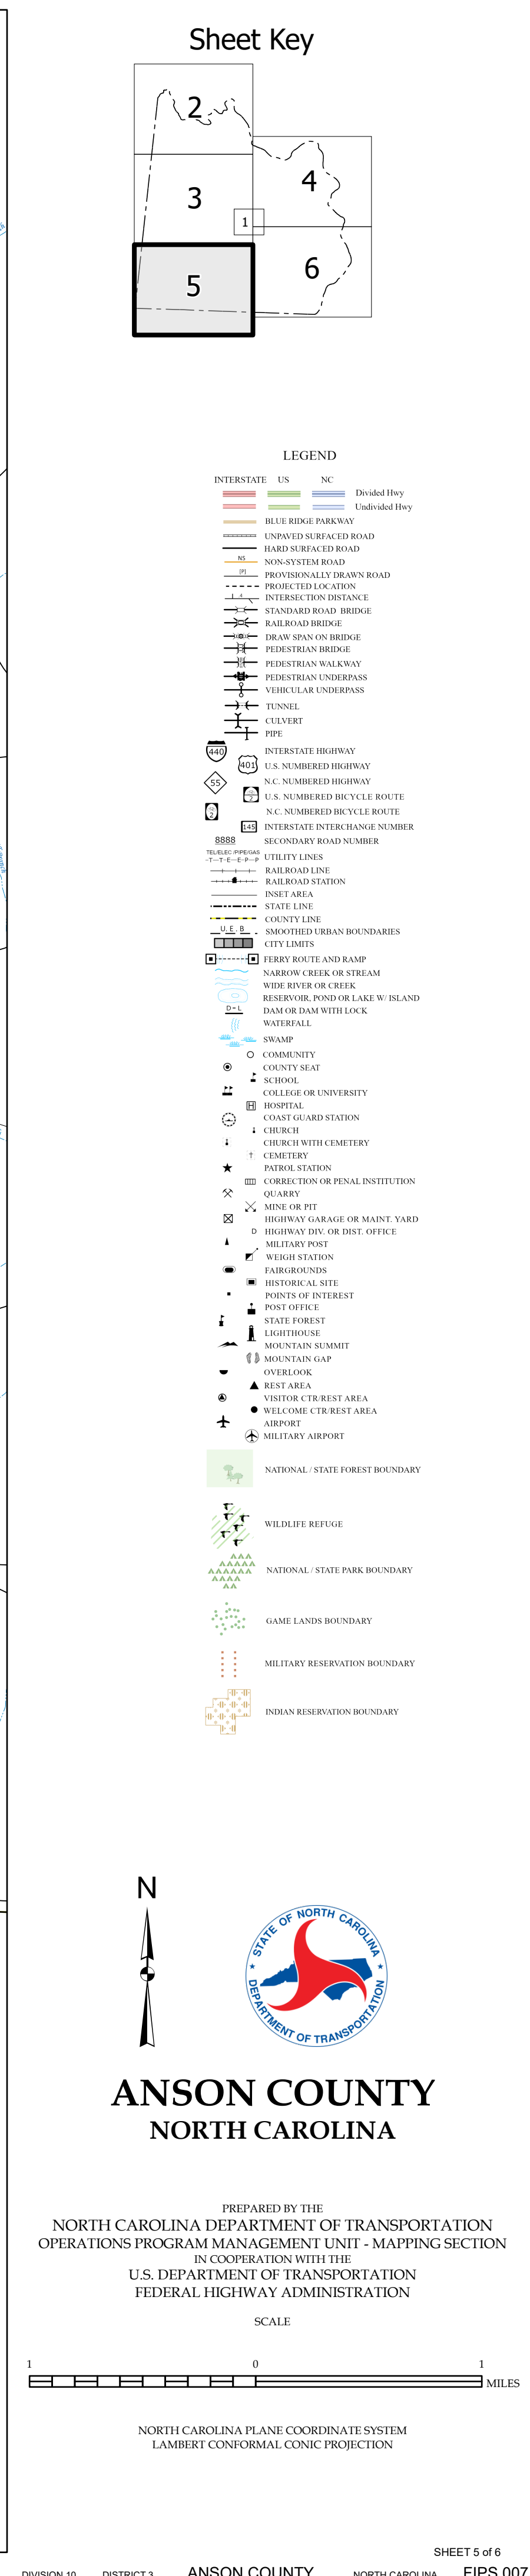 Sheet Key
2
3
4
1
5
6
LEGEND
INTERSTATE US NC
Divided Hwy
Undivided Hwy
BLUE RIDGE PARKWAY
UNPAVED SURFACED ROAD
HARD SURFACED ROAD
NS NON-SYSTEM ROAD
[P] PROVISIONALLY DRAWN ROAD
PROJECTED LOCATION
.4 INTERSECTION DISTANCE
STANDARD ROAD BRIDGE
RAILROAD BRIDGE
DRAW SPAN ON BRIDGE
PEDESTRIAN BRIDGE
PEDESTRIAN WALKWAY
PEDESTRIAN UNDERPASS
VEHICULAR UNDERPASS
TUNNEL
CULVERT
PIPE
440 INTERSTATE HIGHWAY
401 U.S. NUMBERED HIGHWAY
55 N.C. NUMBERED HIGHWAY
2 U.S. NUMBERED BICYCLE ROUTE
2 N.C. NUMBERED BICYCLE ROUTE
145 INTERSTATE INTERCHANGE NUMBER
8888 SECONDARY ROAD NUMBER
TEL/ELEC /PIPE/GAS
-T—T-E—E-P—P UTILITY LINES
RAILROAD LINE
RAILROAD STATION
INSET AREA
STATE LINE
COUNTY LINE
U. E. B SMOOTHED URBAN BOUNDARIES
CITY LIMITS
FERRY ROUTE AND RAMP
NARROW CREEK OR STREAM
WIDE RIVER OR CREEK
RESERVOIR, POND OR LAKE W/ ISLAND
D - L DAM OR DAM WITH LOCK
WATERFALL
SWAMP
COMMUNITY
COUNTY SEAT
SCHOOL
COLLEGE OR UNIVERSITY
H HOSPITAL
COAST GUARD STATION
CHURCH
CHURCH WITH CEMETERY
CEMETERY
PATROL STATION
CORRECTION OR PENAL INSTITUTION
QUARRY
MINE OR PIT
HIGHWAY GARAGE OR MAINT. YARD
D HIGHWAY DIV. OR DIST. OFFICE
MILITARY POST
WEIGH STATION
FAIRGROUNDS
HISTORICAL SITE
POINTS OF INTEREST
POST OFFICE
STATE FOREST
LIGHTHOUSE
MOUNTAIN SUMMIT
MOUNTAIN GAP
OVERLOOK
REST AREA
VISITOR CTR/REST AREA
WELCOME CTR/REST AREA
AIRPORT
MILITARY AIRPORT
NATIONAL / STATE FOREST BOUNDARY
WILDLIFE REFUGE
NATIONAL / STATE PARK BOUNDARY
GAME LANDS BOUNDARY
MILITARY RESERVATION BOUNDARY
INDIAN RESERVATION BOUNDARY
N
STATE OF NORTH CAROLINA
DEPARTMENT OF TRANSPORTATION
ANSON COUNTY
NORTH CAROLINA
PREPARED BY THE
NORTH CAROLINA DEPARTMENT OF TRANSPORTATION
OPERATIONS PROGRAM MANAGEMENT UNIT - MAPPING SECTION
IN COOPERATION WITH THE
U.S. DEPARTMENT OF TRANSPORTATION
FEDERAL HIGHWAY ADMINISTRATION
SCALE
1 0 1
MILES
NORTH CAROLINA PLANE COORDINATE SYSTEM
LAMBERT CONFORMAL CONIC PROJECTION
SHEET 5 of 6
DIVISION 10 DISTRICT 3 ANSON COUNTY NORTH CAROLINA FIPS 007